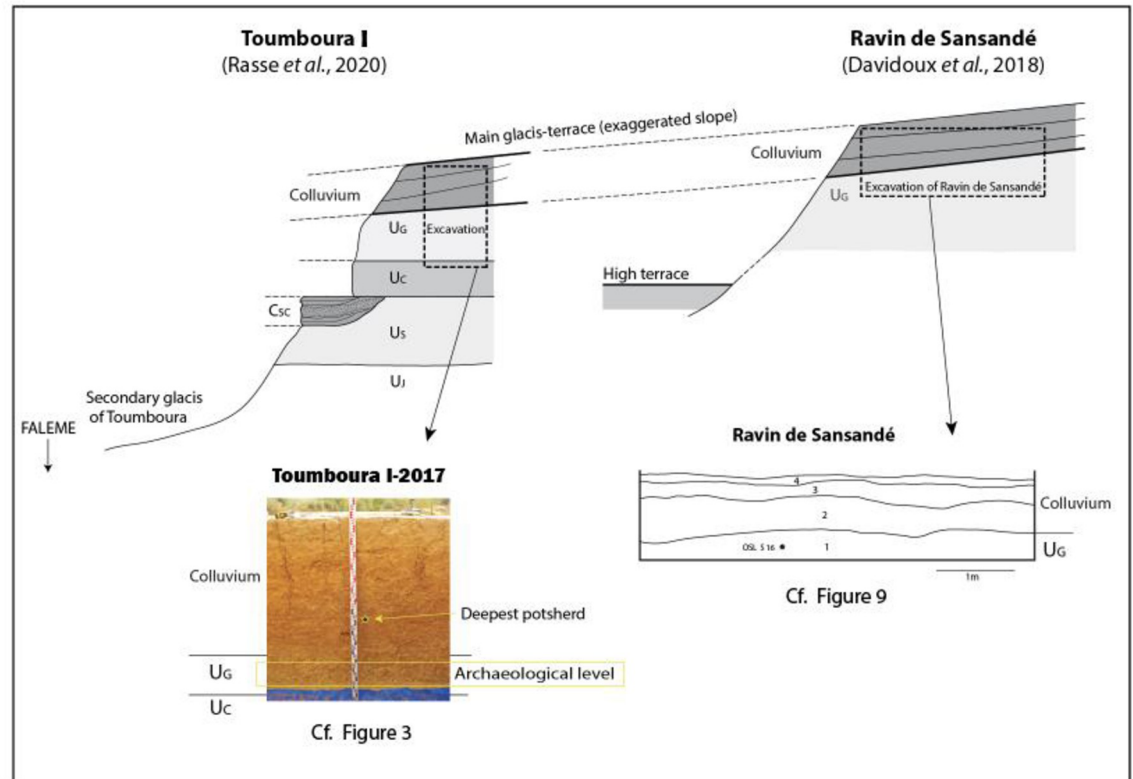 Toumboura I
(Rasse et al., 2020)
Ravin de Sansandé
(Davidoux et al., 2018)
Main glacis-terrace (exaggerated slope)
Colluvium
UG
Excavation
UC
CSC
US
UJ
Secondary glacis
of Toumboura
FALEME
Colluvium
UG
Excavation of Ravin de Sansandé
High terrace
Toumboura I-2017
Colluvium
Deepest potsherd
UG
Archaeological level
UC
Cf. Figure 3
Ravin de Sansandé
4
3
2
OSL S 16
1
Colluvium
UG
1m
Cf. Figure 9